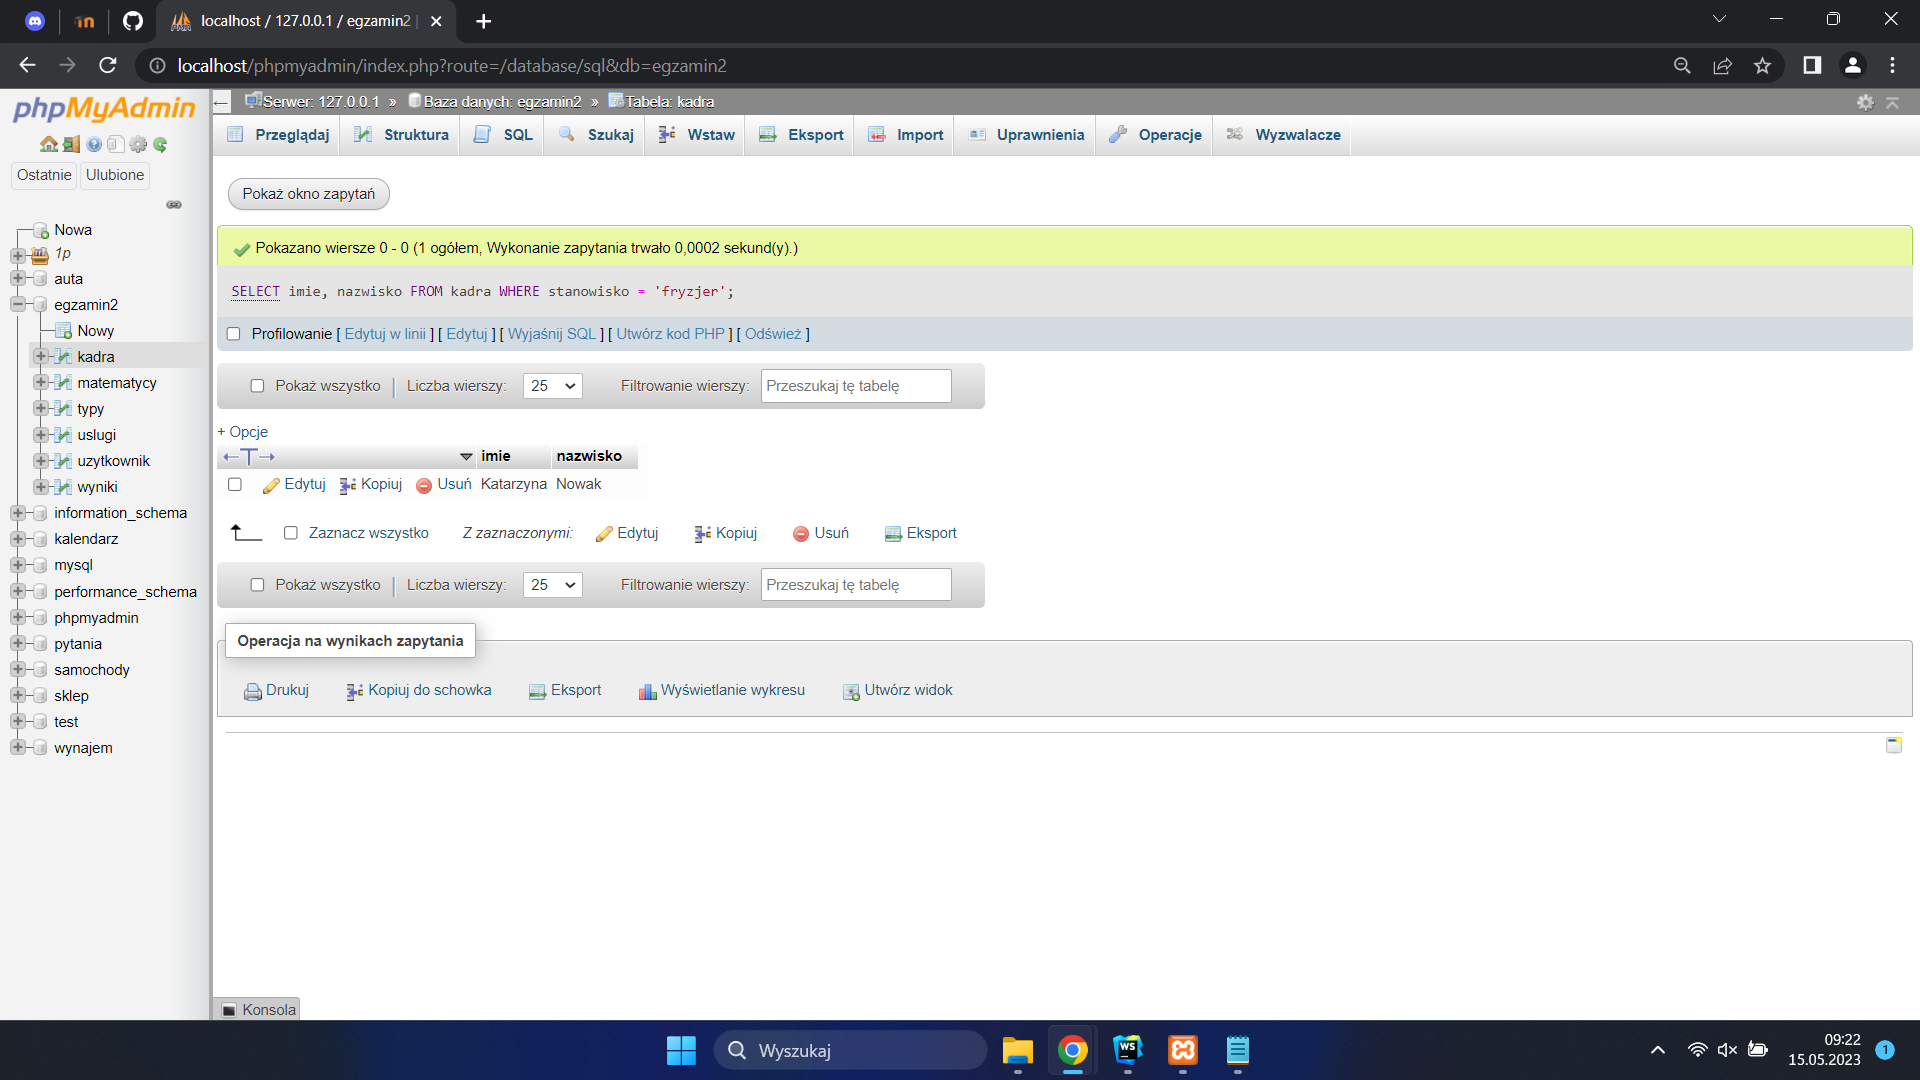 localhost / 127.0.0.1 / egzamin2 |
localhost/phpmyadmin/index.php?route=/database/sql&db=egzamin2
phpMyAdmin
Ostatnie Ulubione
Nowa
1p
auta
egzamin2
Nowy
kadra
matematycy
typy
uslugi
uzytkownik
wyniki
information_schema
kalendarz
mysql
performance_schema
phpmyadmin
pytania
samochody
sklep
test
wynajem
Serwer: 127.0.0.1 » Baza danych: egzamin2 » Tabela: kadra
Przeglądaj Struktura SQL Szukaj Wstaw Eksport Import Uprawnienia Operacje Wyzwalacze
Pokaż okno zapytań
Pokazano wiersze 0 - 0 (1 ogółem, Wykonanie zapytania trwało 0,0002 sekund(y).)
SELECT imie, nazwisko FROM kadra WHERE stanowisko = 'fryzjer';
Profilowanie [ Edytuj w linii ] [ Edytuj ] [ Wyjaśnij SQL ] [ Utwórz kod PHP ] [ Odśwież ]
Pokaż wszystko | Liczba wierszy: 25 Filtrowanie wierszy: Przeszukaj tę tabelę
+ Opcje
←T→ imie nazwisko
Edytuj Kopiuj Usuń Katarzyna Nowak
Zaznacz wszystko Z zaznaczonymi: Edytuj Kopiuj Usuń Eksport
Pokaż wszystko | Liczba wierszy: 25 Filtrowanie wierszy: Przeszukaj tę tabelę
Operacja na wynikach zapytania
Drukuj Kopiuj do schowka Eksport Wyświetlanie wykresu Utwórz widok
Konsola
Wyszukaj
WS
09:22
15.05.2023
1